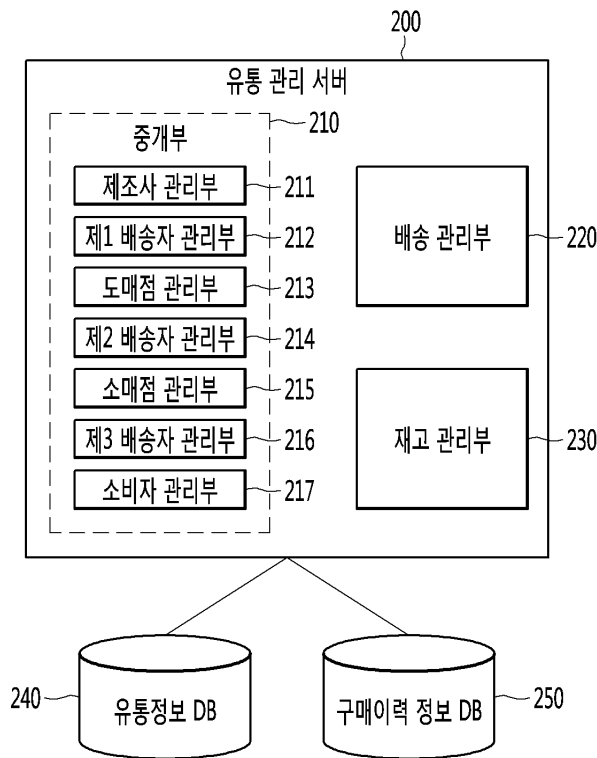 200
유통 관리 서버
210
중개부
제조사 관리부
211
제1 배송자 관리부
212
도매점 관리부
213
제2 배송자 관리부
214
소매점 관리부
215
제3 배송자 관리부
216
소비자 관리부
217
배송 관리부
220
재고 관리부
230
240
유통정보 DB
구매이력 정보 DB
250